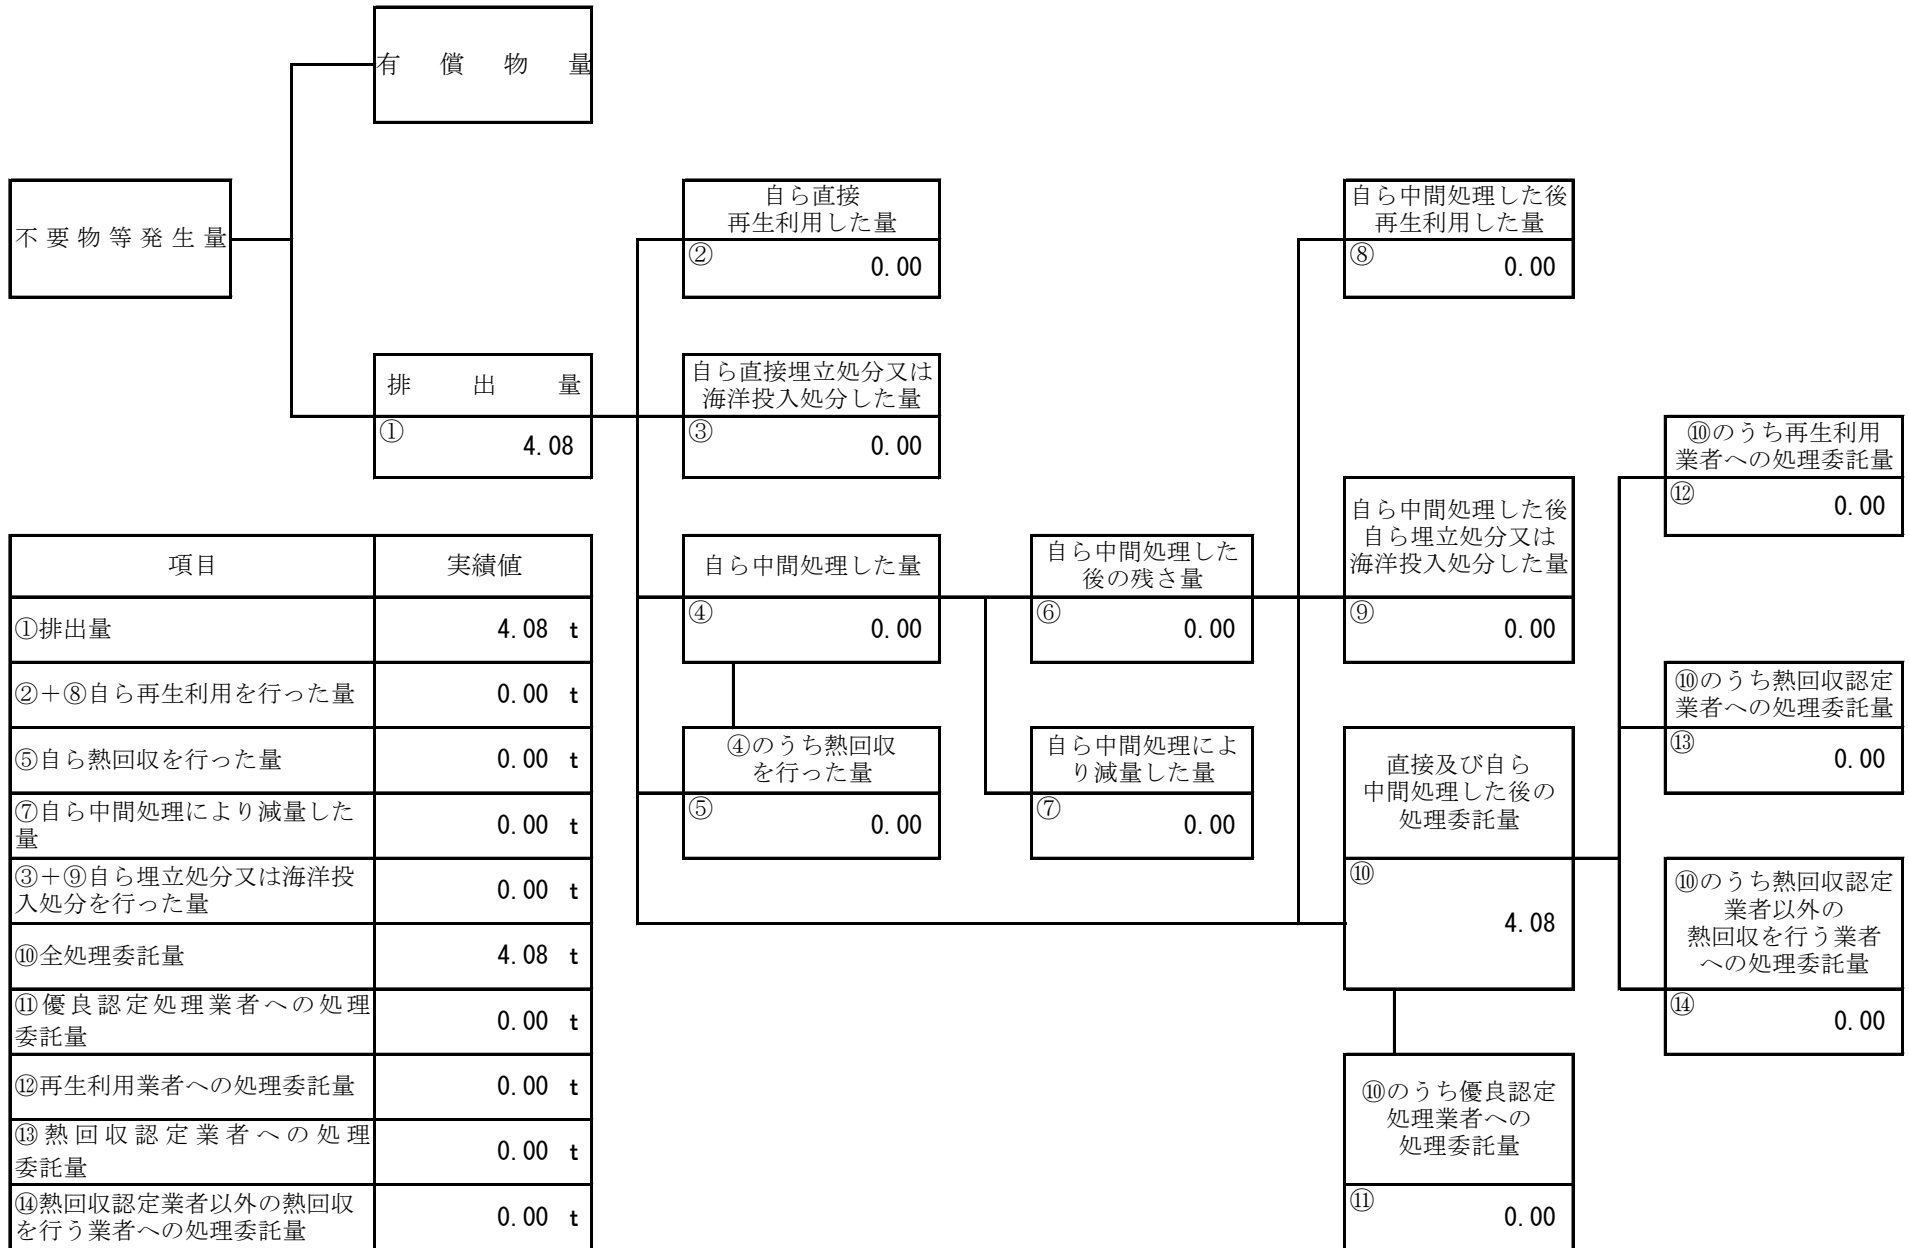 有償物量
不要物等発生量
排出量
①
4.08
自ら直接
再生利用した量
②
0.00
自ら直接埋立処分又は
海洋投入処分した量
③
0.00
自ら中間処理した量
④
0.00
④のうち熱回収
を行った量
⑤
0.00
自ら中間処理した
後の残さ量
⑥
0.00
自ら中間処理によ
り減量した量
⑦
0.00
自ら中間処理した後
再生利用した量
⑧
0.00
自ら中間処理した後
自ら埋立処分又は
海洋投入処分した量
⑨
0.00
直接及び自ら
中間処理した後の
処理委託量
⑩
4.08
⑩のうち優良認定
処理業者への
処理委託量
⑪
0.00
⑩のうち再生利用
業者への処理委託量
⑫
0.00
⑩のうち熱回収認定
業者への処理委託量
⑬
0.00
⑩のうち熱回収認定
業者以外の
熱回収を行う業者
への処理委託量
⑭
0.00
項目 実績値
①排出量 4.08 t
②＋⑧自ら再生利用を行った量 0.00 t
⑤自ら熱回収を行った量 0.00 t
⑦自ら中間処理により減量した
量 0.00 t
③＋⑨自ら埋立処分又は海洋投
入処分を行った量 0.00 t
⑩全処理委託量 4.08 t
⑪優良認定処理業者への処理
委託量 0.00 t
⑫再生利用業者への処理委託量 0.00 t
⑬熱回収認定業者への処理
委託量 0.00 t
⑭熱回収認定業者以外の熱回収
を行う業者への処理委託量 0.00 t